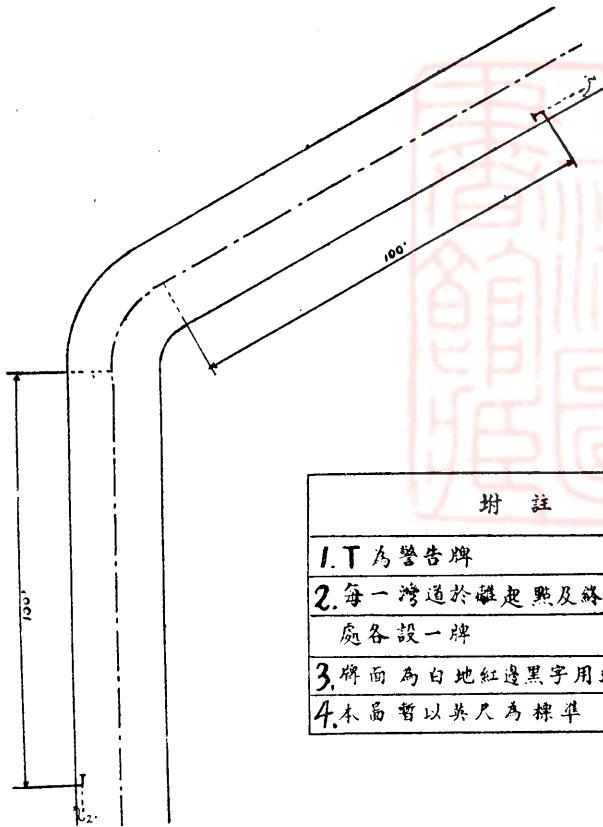 100'
100'
2'
附註
1. T 為警告牌
2. 每一灣道於離起點及終
處各設一牌
3. 牌面為白地紅邊黑字用
4. 本圖暫以英尺為標準